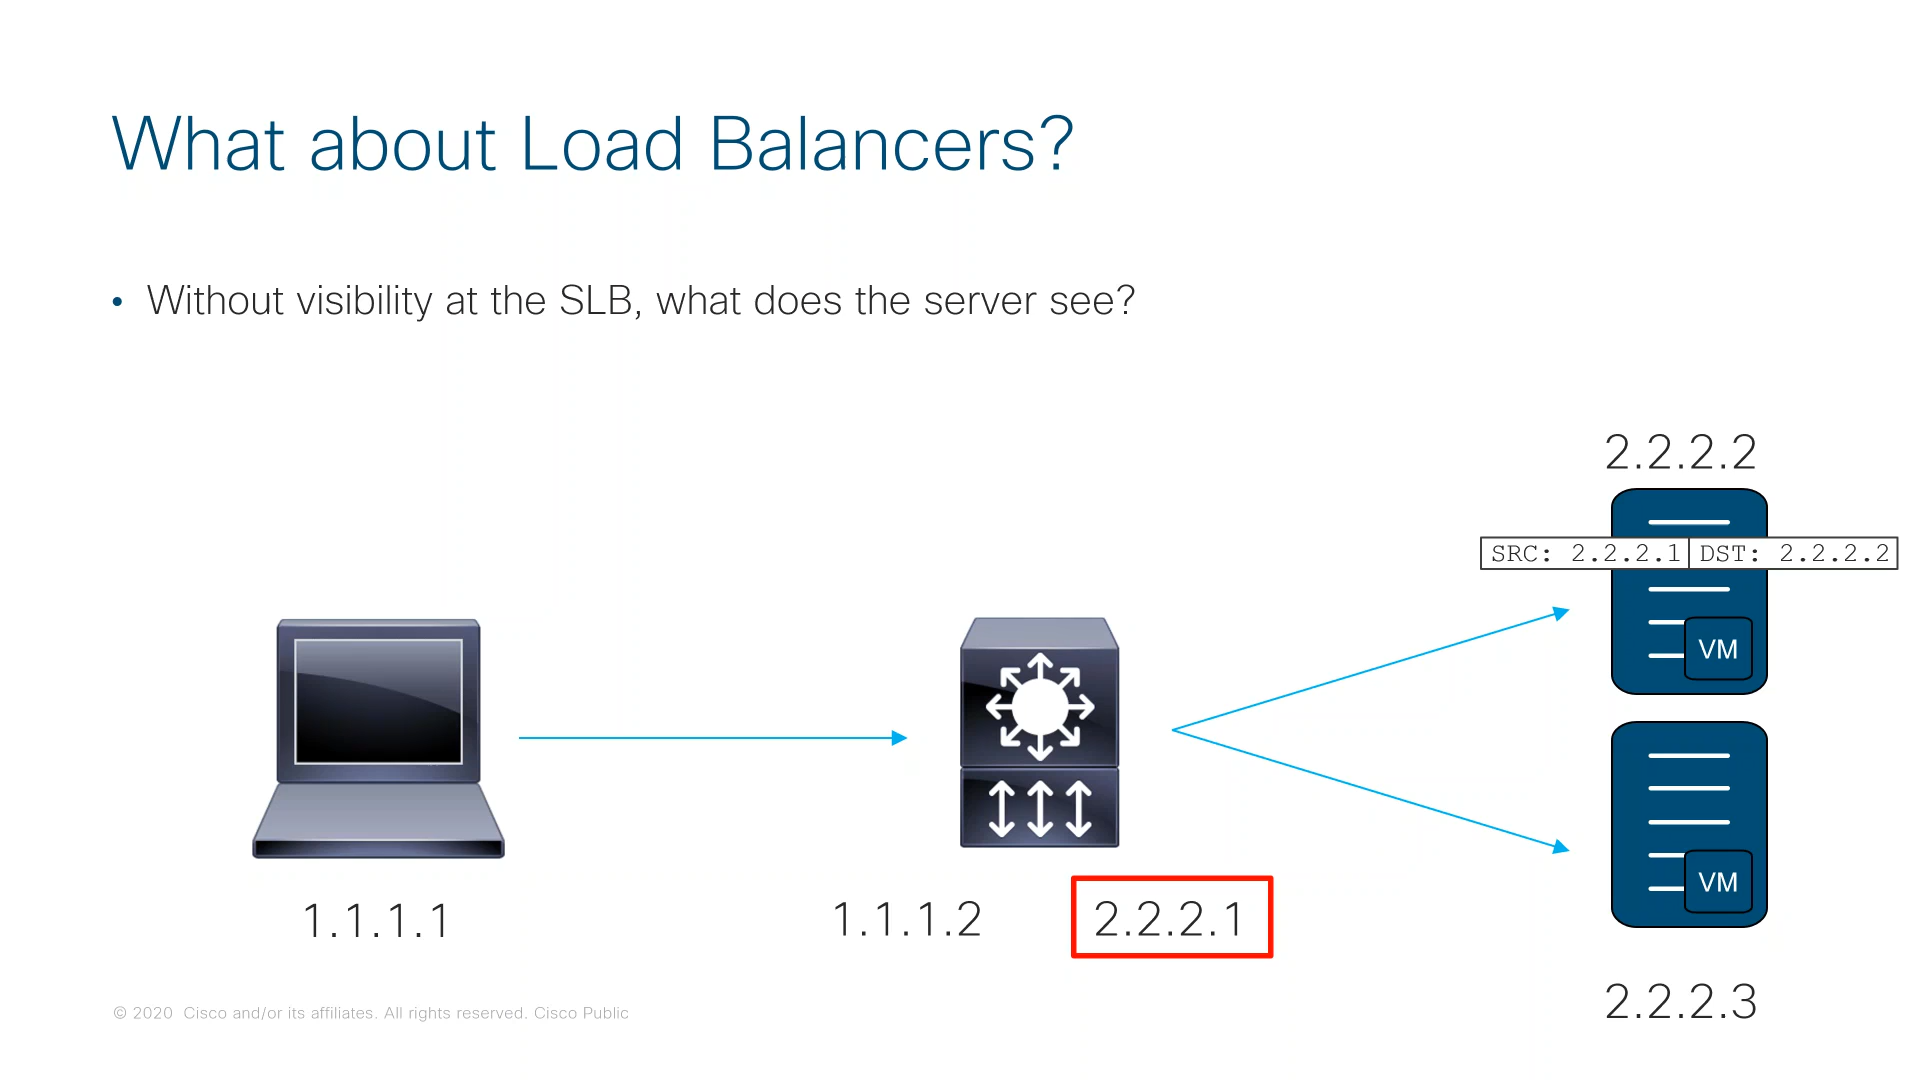 What about Load Balancers?
• Without visibility at the SLB, what does the server see?
2.2.2.2
SRC: 2.2.2.1 DST: 2.2.2.2
VM
VM
1.1.1.1
1.1.1.2
2.2.2.1
2.2.2.3
© 2020 Cisco and/or its affiliates. All rights reserved. Cisco Public